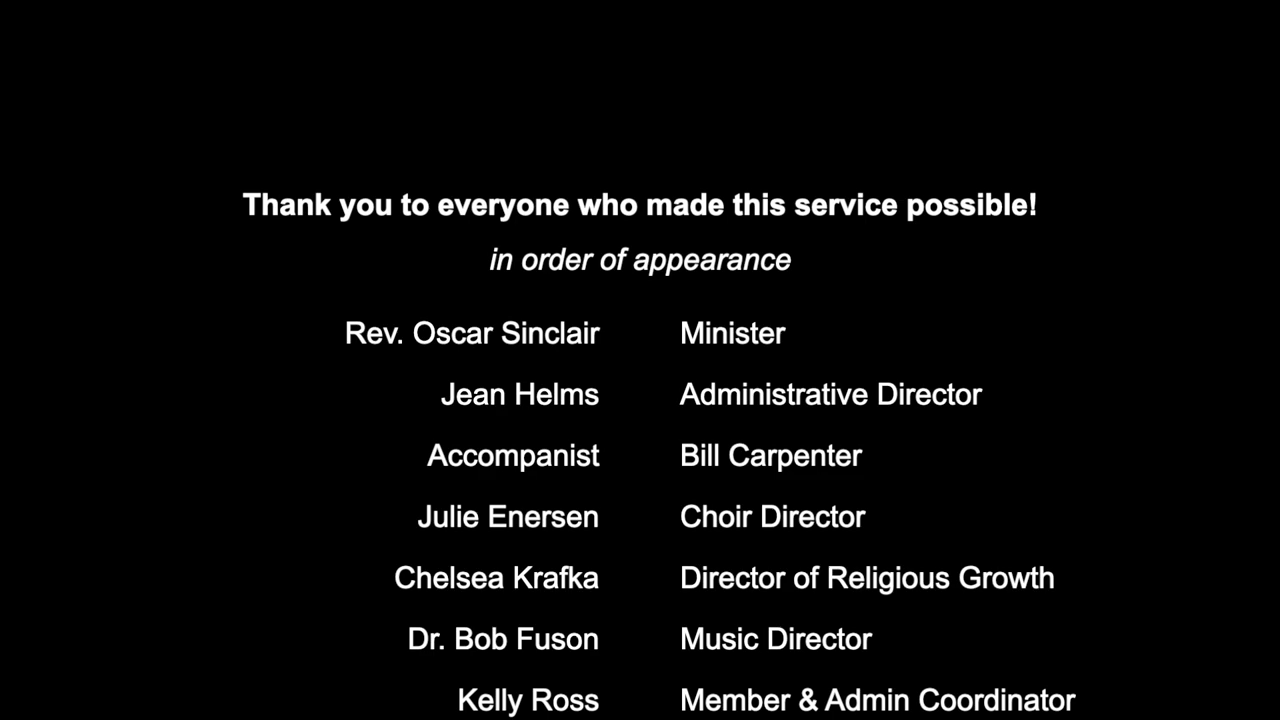 Thank you to everyone who made this service possible!
in order of appearance
Rev. Oscar Sinclair Minister
Jean Helms Administrative Director
Accompanist Bill Carpenter
Julie Enersen Choir Director
Chelsea Krafka Director of Religious Growth
Dr. Bob Fuson Music Director
Kelly Ross Member & Admin Coordinator